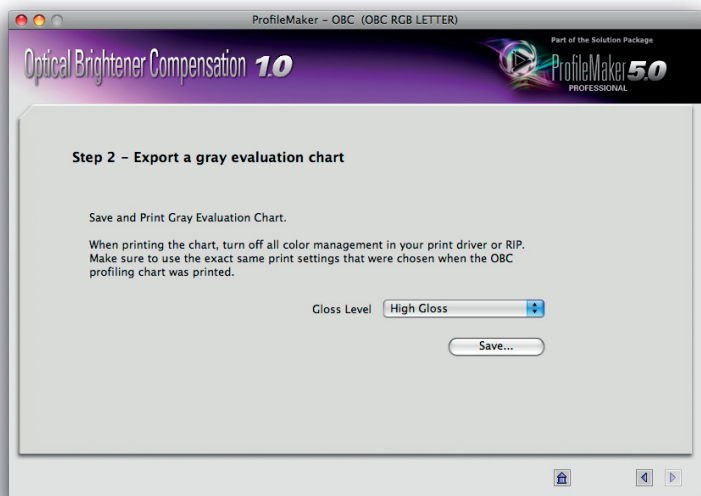 ProfileMaker - OBC (OBC RGB LETTER)
Part of the Solution Package
Optical Brightener Compensation 1.0
ProfileMaker 5.0
PROFESSIONAL
Step 2 – Export a gray evaluation chart
Save and Print Gray Evaluation Chart.
When printing the chart, turn off all color management in your print driver or RIP.
Make sure to use the exact same print settings that were chosen when the OBC
profiling chart was printed.
Gloss Level High Gloss
Save...